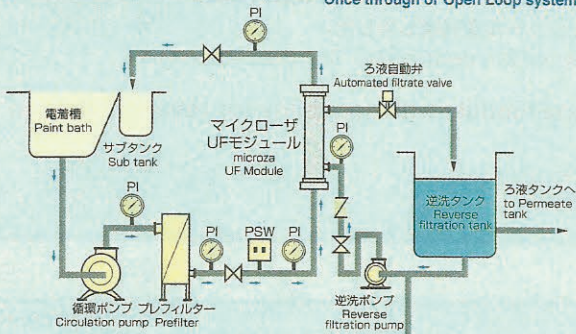 Once through or Open Loop system
PI
ろ液自動弁
Automated filtrate valve
電着槽
Paint bath
サブタンク
Sub tank
マイクローザ
UFモジュール
microza
UF Module
PI
PI
逆洗タンク
Reverse
filtration tank
ろ液タンクへ
to Permeate
tank
PI
PSW
PI
循環ポンプ
Circulation pump
プレフィルター
Prefilter
逆洗ポンプ
Reverse
filtration pump